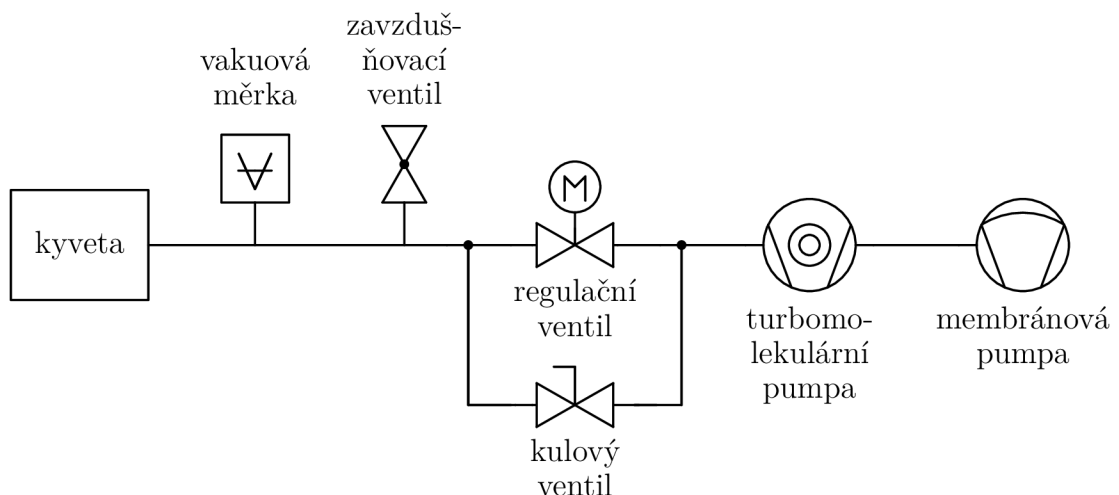 zavzduš-
ňovací
ventil
vakuová
měrka
M
kyveta
regulační
ventil
turbomo-
lekulární
pumpa
membránová
pumpa
kulový
ventil